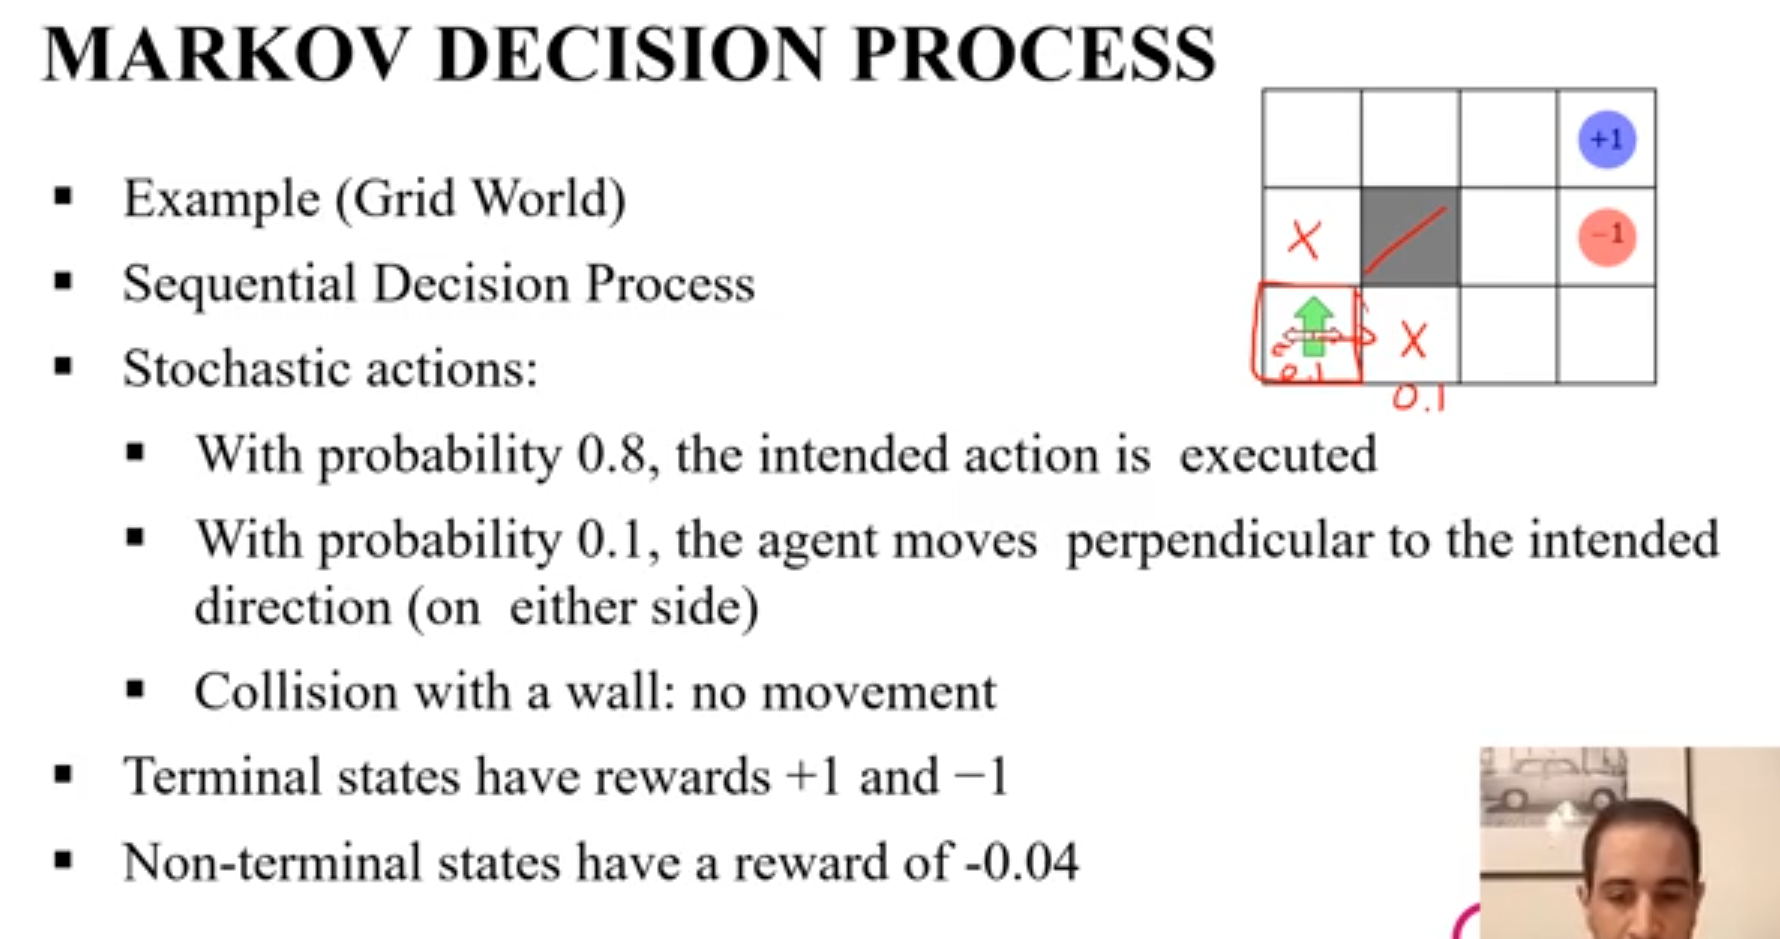 MARKOV DECISION PROCESS
+1
▪ Example (Grid World)
X
−1
▪ Sequential Decision Process
X
0.1
▪ Stochastic actions:
0.1
▪ With probability 0.8, the intended action is executed
▪ With probability 0.1, the agent moves perpendicular to the intended
direction (on either side)
▪ Collision with a wall: no movement
▪ Terminal states have rewards +1 and −1
▪ Non-terminal states have a reward of -0.04